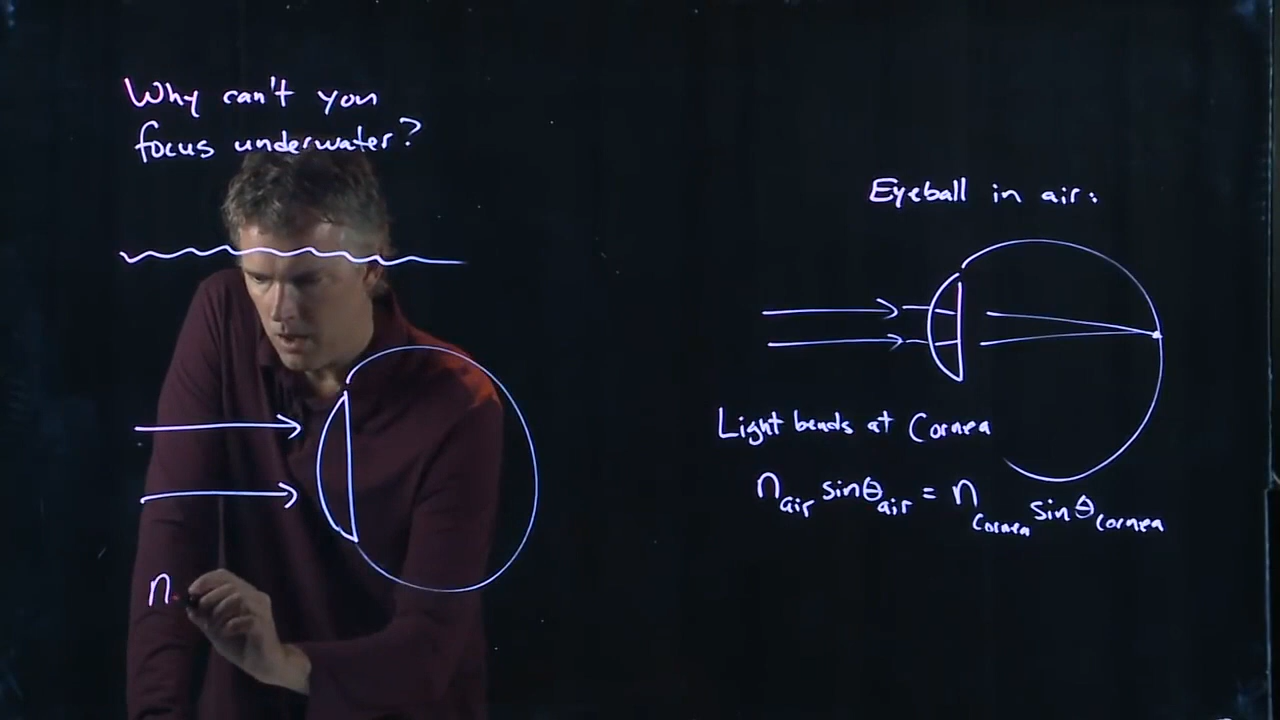 Why can't you
focus underwater?
n
Eyeball in air:
Light bends at Cornea
n air sinθ air = n cornea sinθ cornea